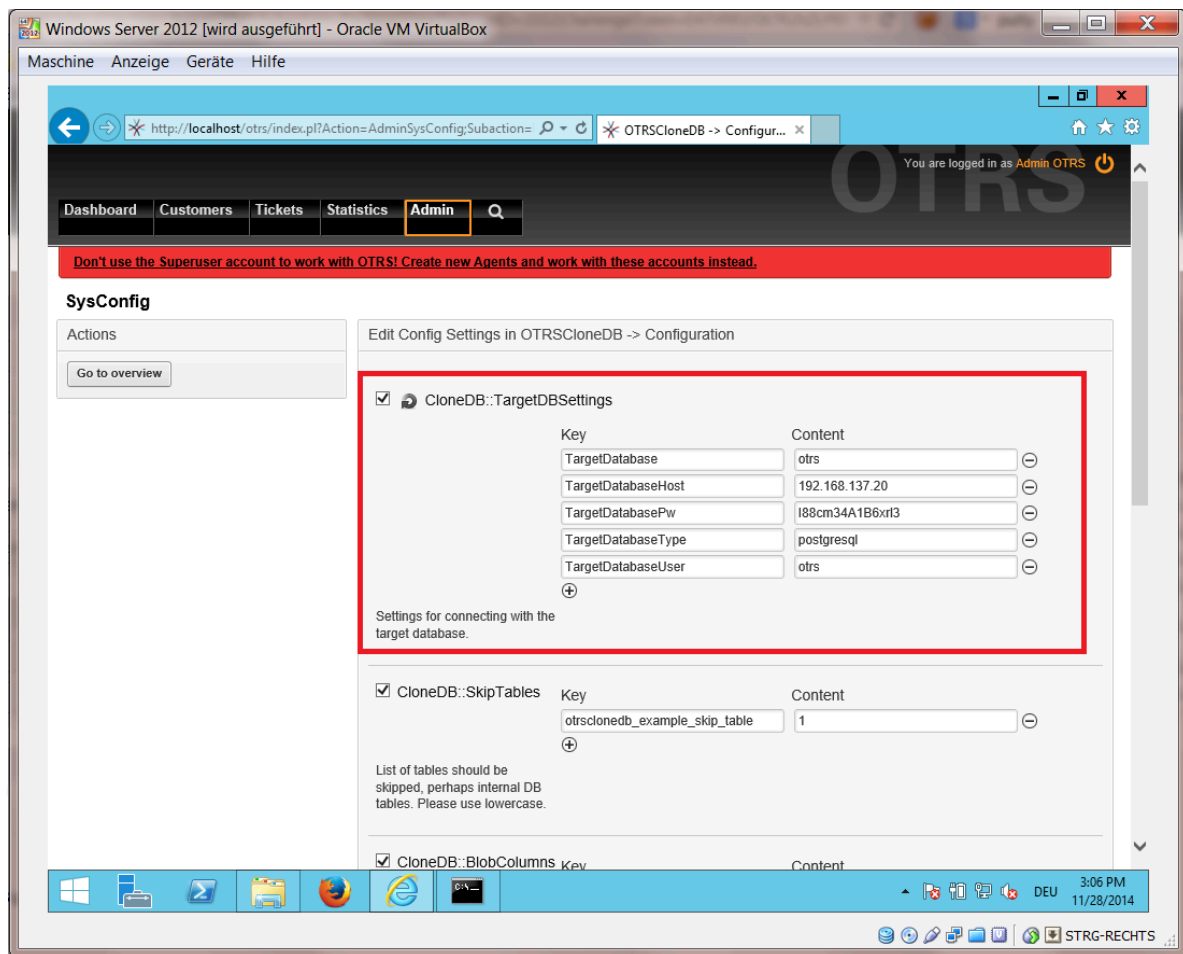 Windows Server 2012 [wird ausgeführt] - Oracle VM VirtualBox
Maschine Anzeige Geräte Hilfe
http://localhost/otrs/index.pl?Action=AdminSysConfig;Subaction=
OTRSCloneDB -> Configur...
OTRS
You are logged in as Admin OTRS
Dashboard Customers Tickets Statistics Admin
Don't use the Superuser account to work with OTRS! Create new Agents and work with these accounts instead.
SysConfig
Actions
Go to overview
Edit Config Settings in OTRSCloneDB -> Configuration
CloneDB::TargetDBSettings
Key Content
TargetDatabase otrs
TargetDatabaseHost 192.168.137.20
TargetDatabasePw I88cm34A1B6xrl3
TargetDatabaseType postgresql
TargetDatabaseUser otrs
Settings for connecting with the
target database.
CloneDB::SkipTables Key Content
otrsclonedb_example_skip_table 1
List of tables should be
skipped, perhaps internal DB
tables. Please use lowercase.
CloneDB::BlobColumns Key Content
DEU 3:06 PM
11/28/2014
STRG-RECHTS